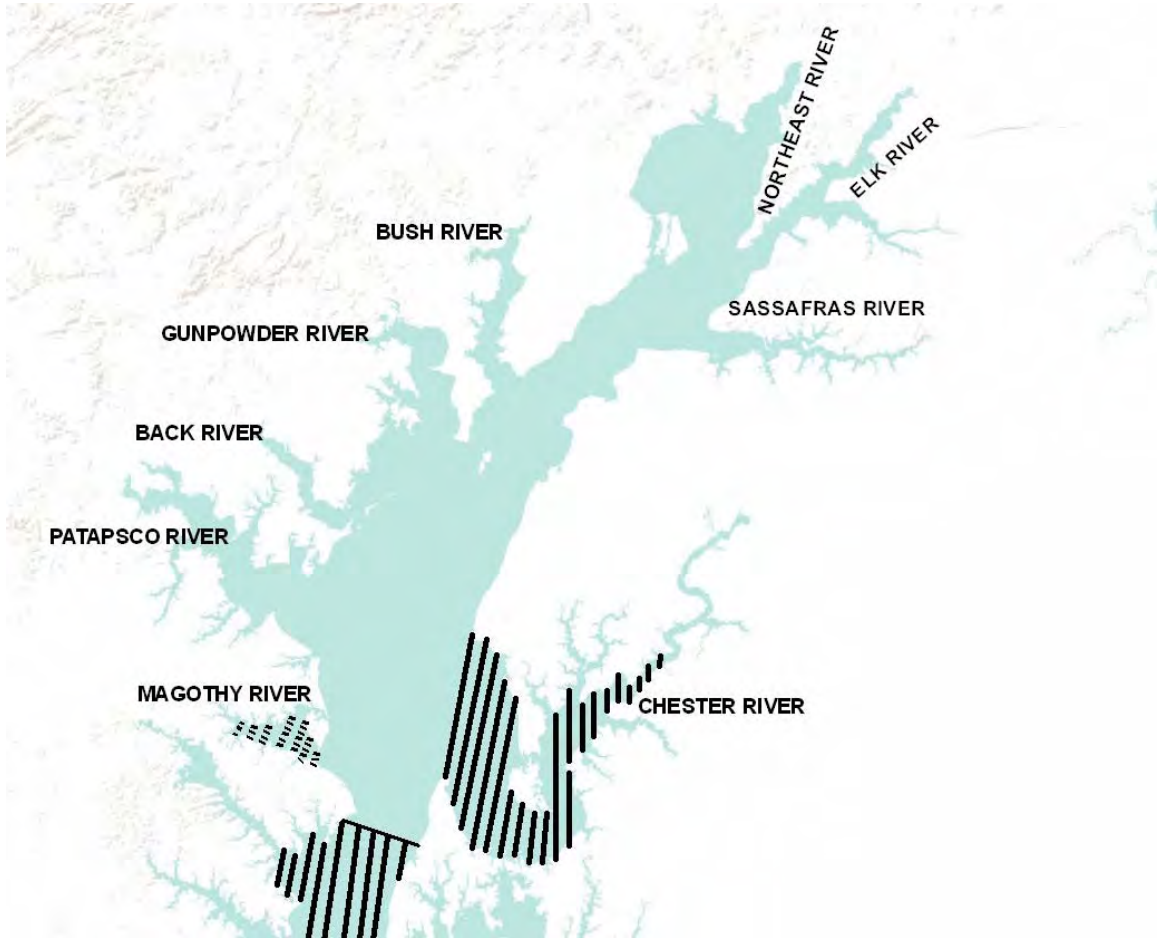 NORTHEAST RIVER
ELK RIVER
BUSH RIVER
SASSAFRAS RIVER
GUNPOWDER RIVER
BACK RIVER
PATAPSCO RIVER
MAGOTHY RIVER
CHESTER RIVER